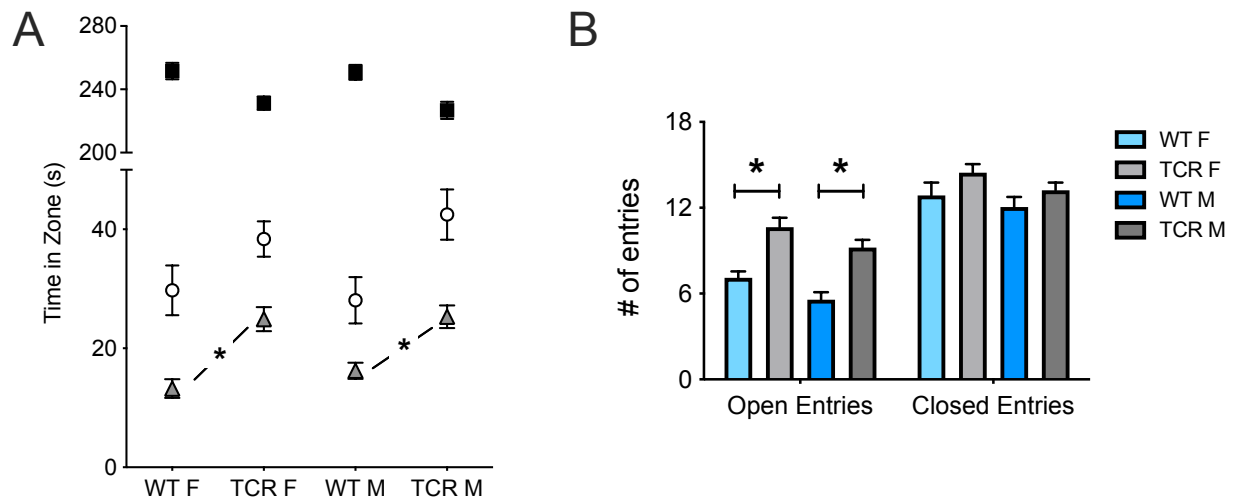 A
280
240
200
40
20
0
Time in Zone (s)
*
*
WT F
TCR F
WT M
TCR M
B
18
12
6
0
# of entries
*
*
Open Entries
Closed Entries
WT F
TCR F
WT M
TCR M